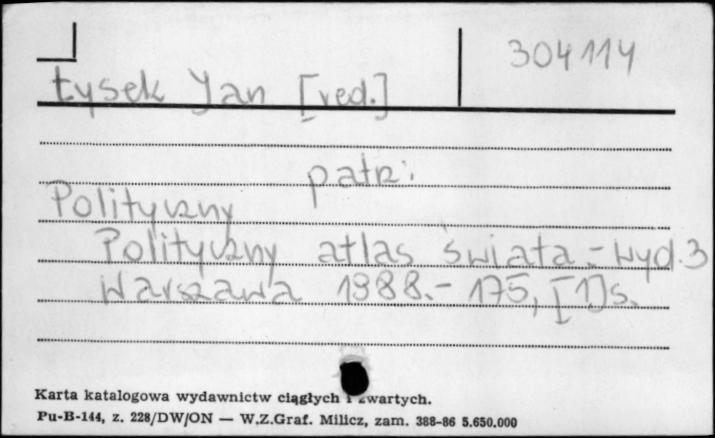 304114
Łysek Jan [red.]
patrz:
Polityczny
Polityczny atlas świata.- Wyd.3
Warszawa 1988.- 175, [1]s.
Karta katalogowa wydawnictw ciągłych i zwartych.
Pu-B-144, z. 228/DW/ON — W.Z.Graf. Milicz, zam. 388-86 5.650.000